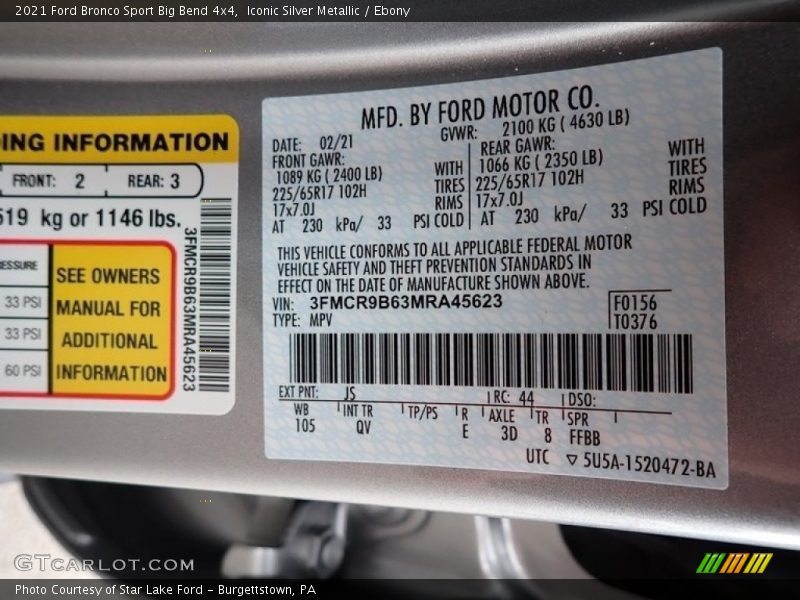 2021 Ford Bronco Sport Big Bend 4x4,  Iconic Silver Metallic / Ebony
ING INFORMATION
FRONT: 2 REAR: 3
519 kg or 1146 lbs.
33 PSI
33 PSI
60 PSI
SEE OWNERS
MANUAL FOR
ADDITIONAL
INFORMATION
3FMCR9B63MRA45623
MFD. BY FORD MOTOR CO.
DATE: 02/21 GVWR: 2100 KG ( 4630 LB)
FRONT GAWR: REAR GAWR:
1089 KG ( 2400 LB) WITH 1066 KG ( 2350 LB) WITH
225/65R17 102H TIRES 225/65R17 102H TIRES
17x7.0J RIMS 17x7.0J RIMS
AT 230 kPa/ 33 PSI COLD AT 230 kPa/ 33 PSI COLD
THIS VEHICLE CONFORMS TO ALL APPLICABLE FEDERAL MOTOR
VEHICLE SAFETY AND THEFT PREVENTION STANDARDS IN
EFFECT ON THE DATE OF MANUFACTURE SHOWN ABOVE.
VIN: 3FMCR9B63MRA45623 F0156
TYPE: MPV T0376
EXT PNT: JS RC: 44 DSO:
WB INT TR TP/PS R AXLE TR SPR
105 QV E 3D 8 FFBB
UTC ▽ 5U5A-1520472-BA
GTCARLOT.COM
Photo Courtesy of Star Lake Ford – Burgettstown, PA